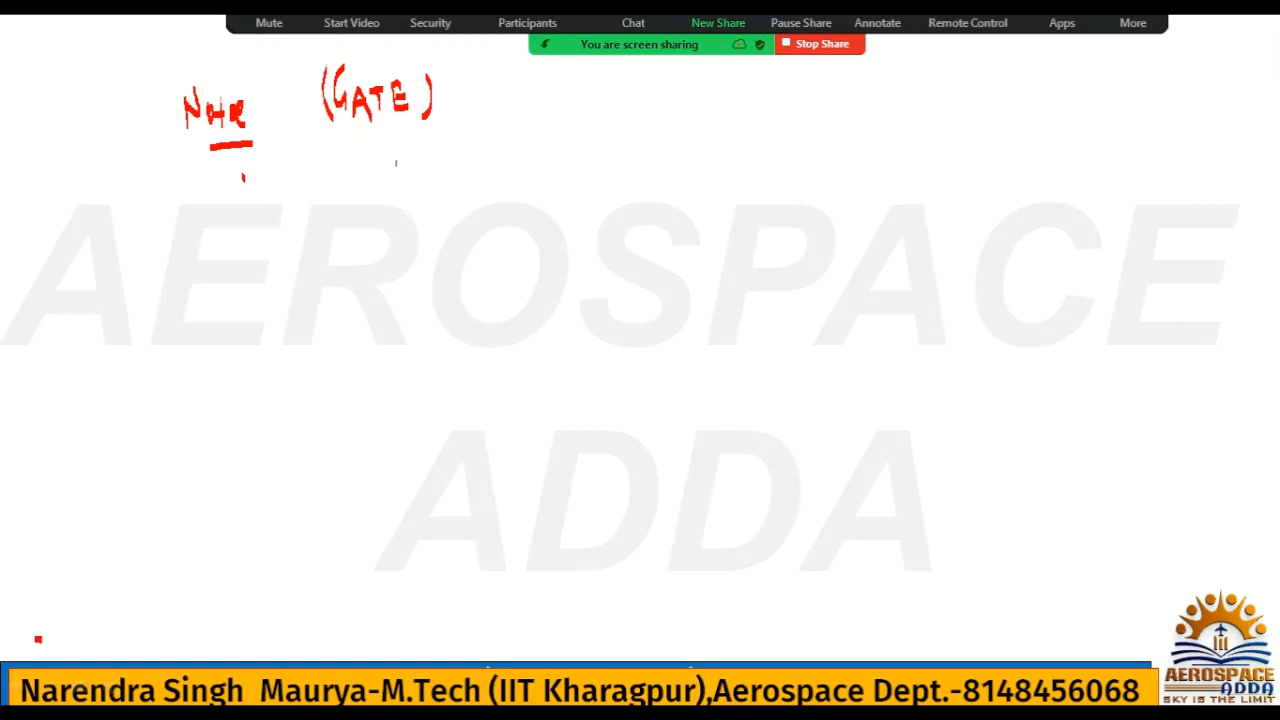 Mute Start Video Security Participants Chat New Share Pause Share Annotate Remote Control Apps More
You are screen sharing Stop Share
(GATE)
AEROSPACE
ADDA
AEROSPACE
ADDA
SKY IS THE LIMIT
Narendra Singh Maurya-M.Tech (IIT Kharagpur),Aerospace Dept.-8148456068